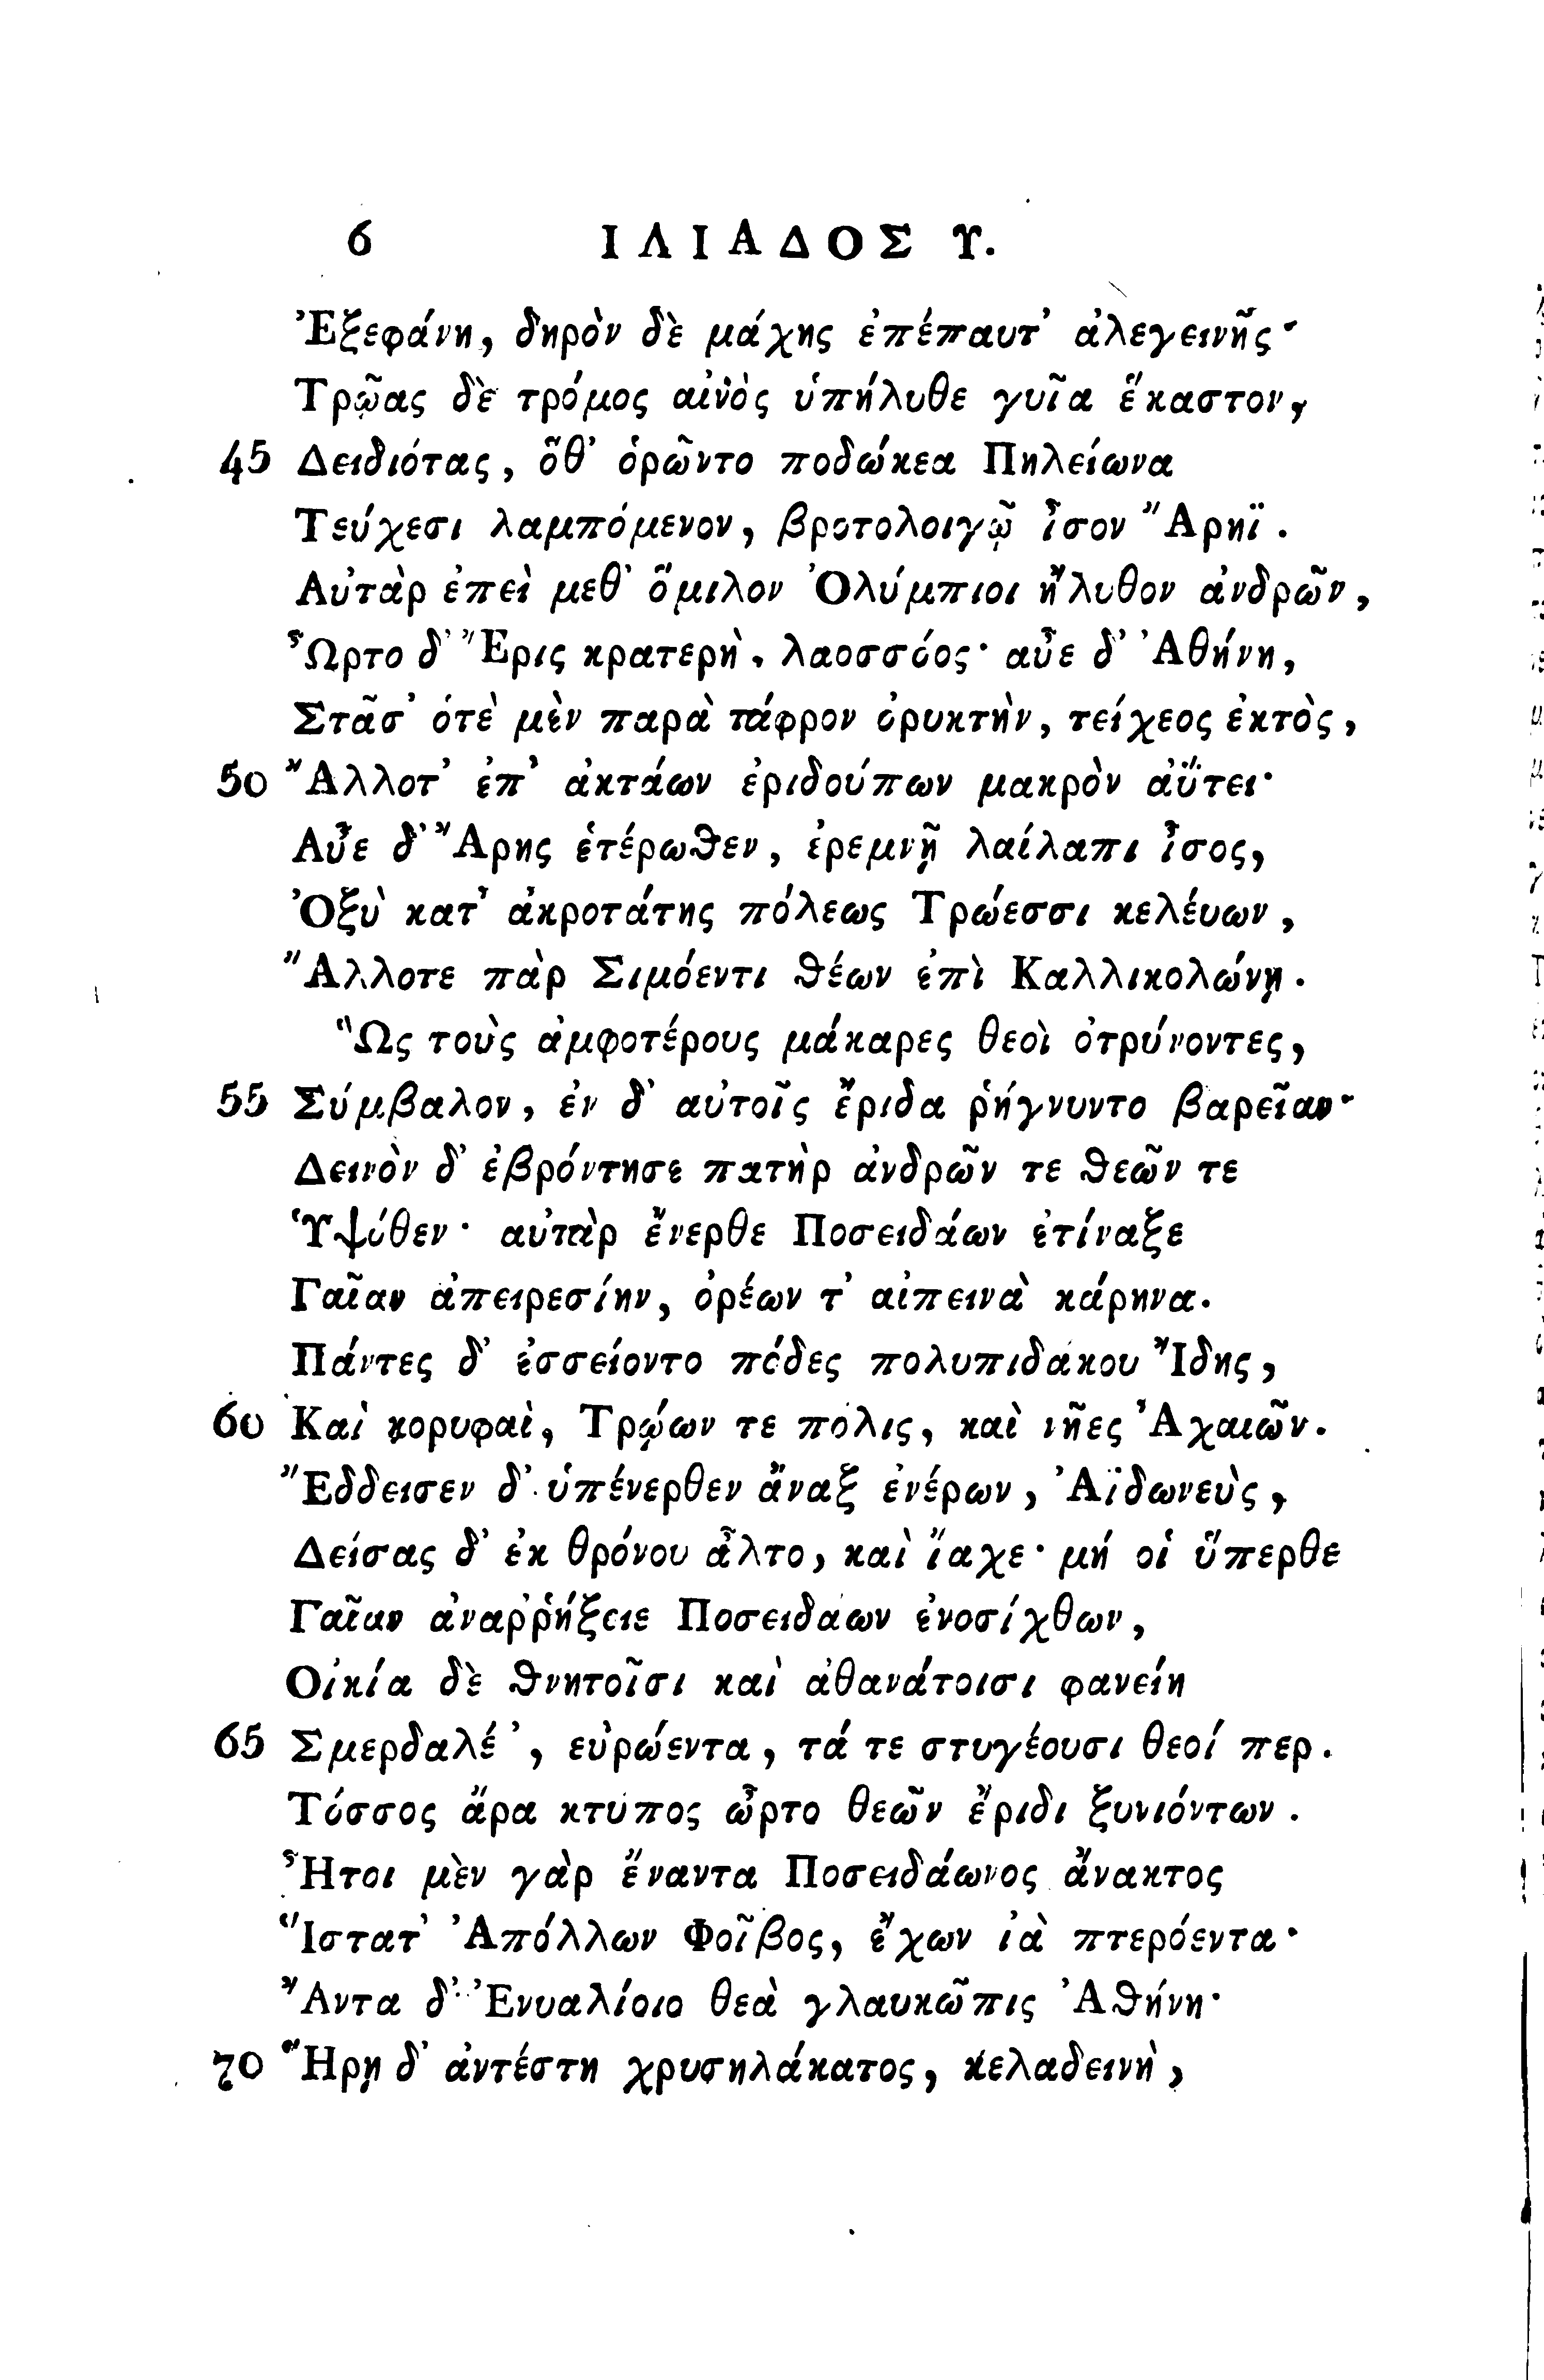 6 ΙΛΙΑΔΟΣ Υ.
Ἐξεφάνη, δηρὸν δὲ μάχης ἐπέπαυτ’ ἀλεγεινῆς·
Τρῶας δὲ τρόμος αἰνὸς ὑπήλυθε γυῖα ἕκαστον,
45 Δειδιότας, ὅθ’ ὁρῶντο ποδώκεα Πηλείωνα
Τεύχεσι λαμπόμενον, βροτολοιγῷ ἶσον Ἄρηϊ.
Αὐτὰρ ἐπεὶ μεθ’ ὅμιλον Ὀλύμπιοι ἤλυθον ἀνδρῶν,
Ὦρτο δ’ Ἔρις κρατερὴ, λαοσσόος· αὖε δ’ Ἀθήνη,
Στᾶσ’ ὁτὲ μὲν παρὰ τάφρον ὀρυκτὴν, τείχεος ἐκτὸς,
50 Ἄλλοτ’ ἐπ’ ἀκτάων ἐριδούπων μακρὸν ἀΰτει·
Αὖε δ’ Ἄρης ἑτέρωθεν, ἐρεμνῇ λαίλαπι ἶσος,
Ὀξὺ κατ’ ἀκροτάτης πόλεως Τρώεσσι κελέυων,
Ἄλλοτε πὰρ Σιμόεντι θέων ἐπὶ Καλλικολώνῃ.
Ὣς τοὺς ἀμφοτέρους μάκαρες θεοὶ ὀτρύνοντες,
55 Σύμβαλον, ἐν δ’ αὐτοῖς ἔριδα ῥήγνυντο βαρεῖαν·
Δεινὸν δ’ ἐβρόντησε πατὴρ ἀνδρῶν τε θεῶν τε
Ὑψόθεν· αὐτὰρ ἔνερθε Ποσειδάων ἐτίναξε
Γαῖαν ἀπειρεσίην, ὀρέων τ’ αἰπεινὰ κάρηνα.
Πάντες δ’ ἐσσείοντο πόδες πολυπιδάκου Ἴδης,
60 Καὶ κορυφαὶ, Τρώων τε πόλις, καὶ νῆες Ἀχαιῶν.
Ἔδδεισεν δ’ ὑπένερθεν ἄναξ ἐνέρων, Ἀϊδωνεὺς,
Δείσας δ’ ἐκ θρόνου ἆλτο, καὶ ἴαχε· μή οἱ ὕπερθε
Γαῖαν ἀναῤῥήξειε Ποσειδάων ἐνοσίχθων,
Οἰκία δὲ θνητοῖσι καὶ ἀθανάτοισι φανείη
65 Σμερδαλέ’, εὐρώεντα, τά τε στυγέουσι θεοί περ.
Τόσσος ἄρα κτύπος ὦρτο θεῶν ἔριδι ξυνιόντων.
Ἦτοι μὲν γὰρ ἔναντα Ποσειδάωνος ἄνακτος
Ἵστατ’ Ἀπόλλων Φοῖβος, ἔχων ἰὰ πτερόεντα·
Ἄντα δ’ Ἐνυαλίοιο θεὰ γλαυκῶπις Ἀθήνη·
70 Ἥρῃ δ’ ἀντέστη χρυσηλάκατος, κελαδεινὴ,